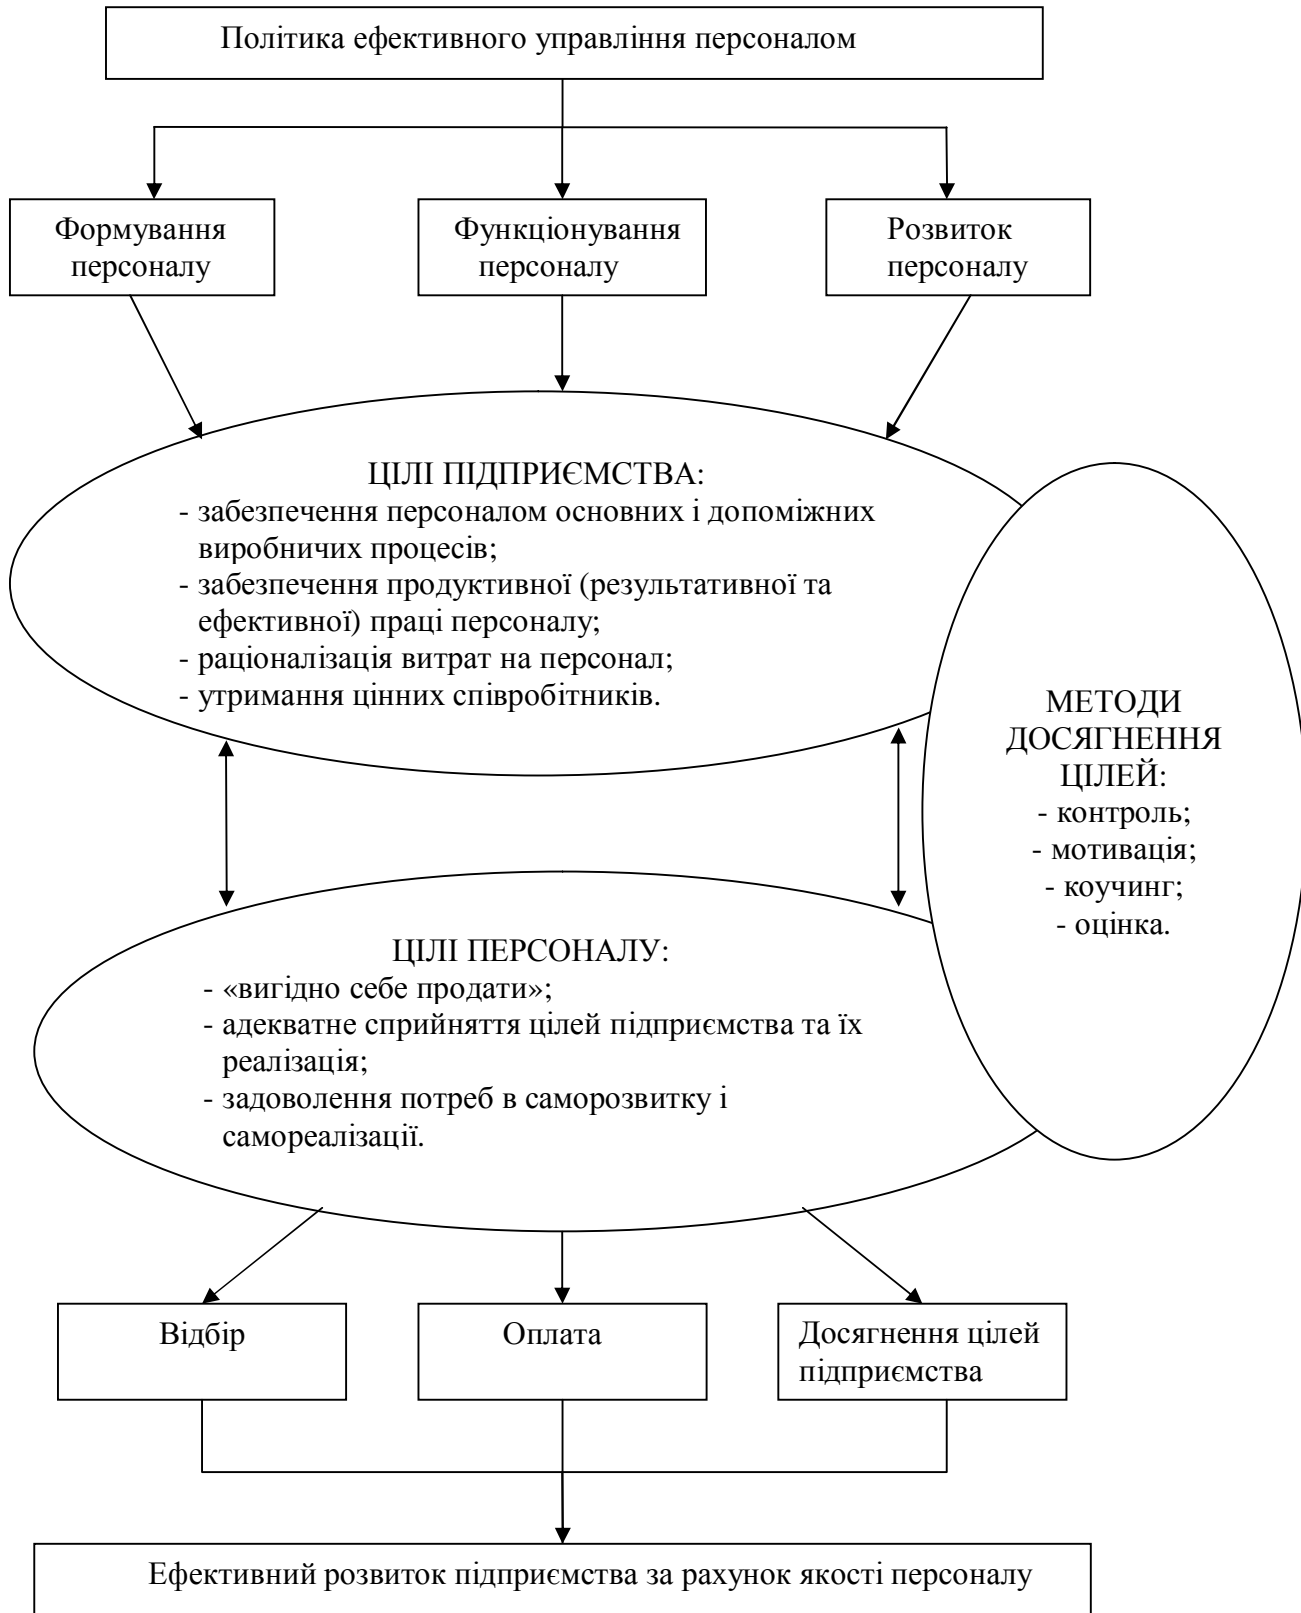 Політика ефективного управління персоналом
Формування
персоналу
Функціонування
персоналу
Розвиток
персоналу
ЦІЛІ ПІДПРИЄМСТВА:
- забезпечення персоналом основних і допоміжних
виробничих процесів;
- забезпечення продуктивної (результативної та
ефективної) праці персоналу;
- раціоналізація витрат на персонал;
- утримання цінних співробітників.
МЕТОДИ
ДОСЯГНЕННЯ
ЦІЛЕЙ:
- контроль;
- мотивація;
- коучинг;
- оцінка.
ЦІЛІ ПЕРСОНАЛУ:
- «вигідно себе продати»;
- адекватне сприйняття цілей підприємства та їх
реалізація;
- задоволення потреб в саморозвитку і
самореалізації.
Відбір
Оплата
Досягнення цілей
підприємства
Ефективний розвиток підприємства за рахунок якості персоналу